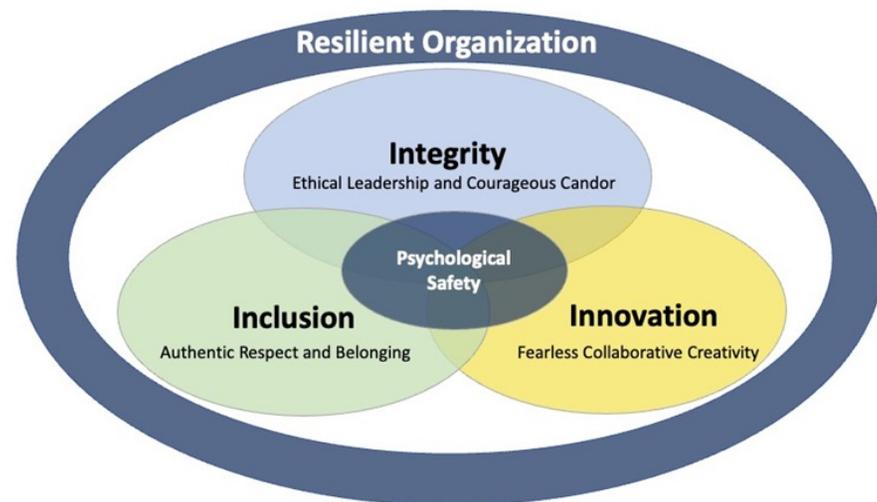 Resilient Organization
Integrity
Ethical Leadership and Courageous Candor
Psychological
Safety
Inclusion
Authentic Respect and Belonging
Innovation
Fearless Collaborative Creativity